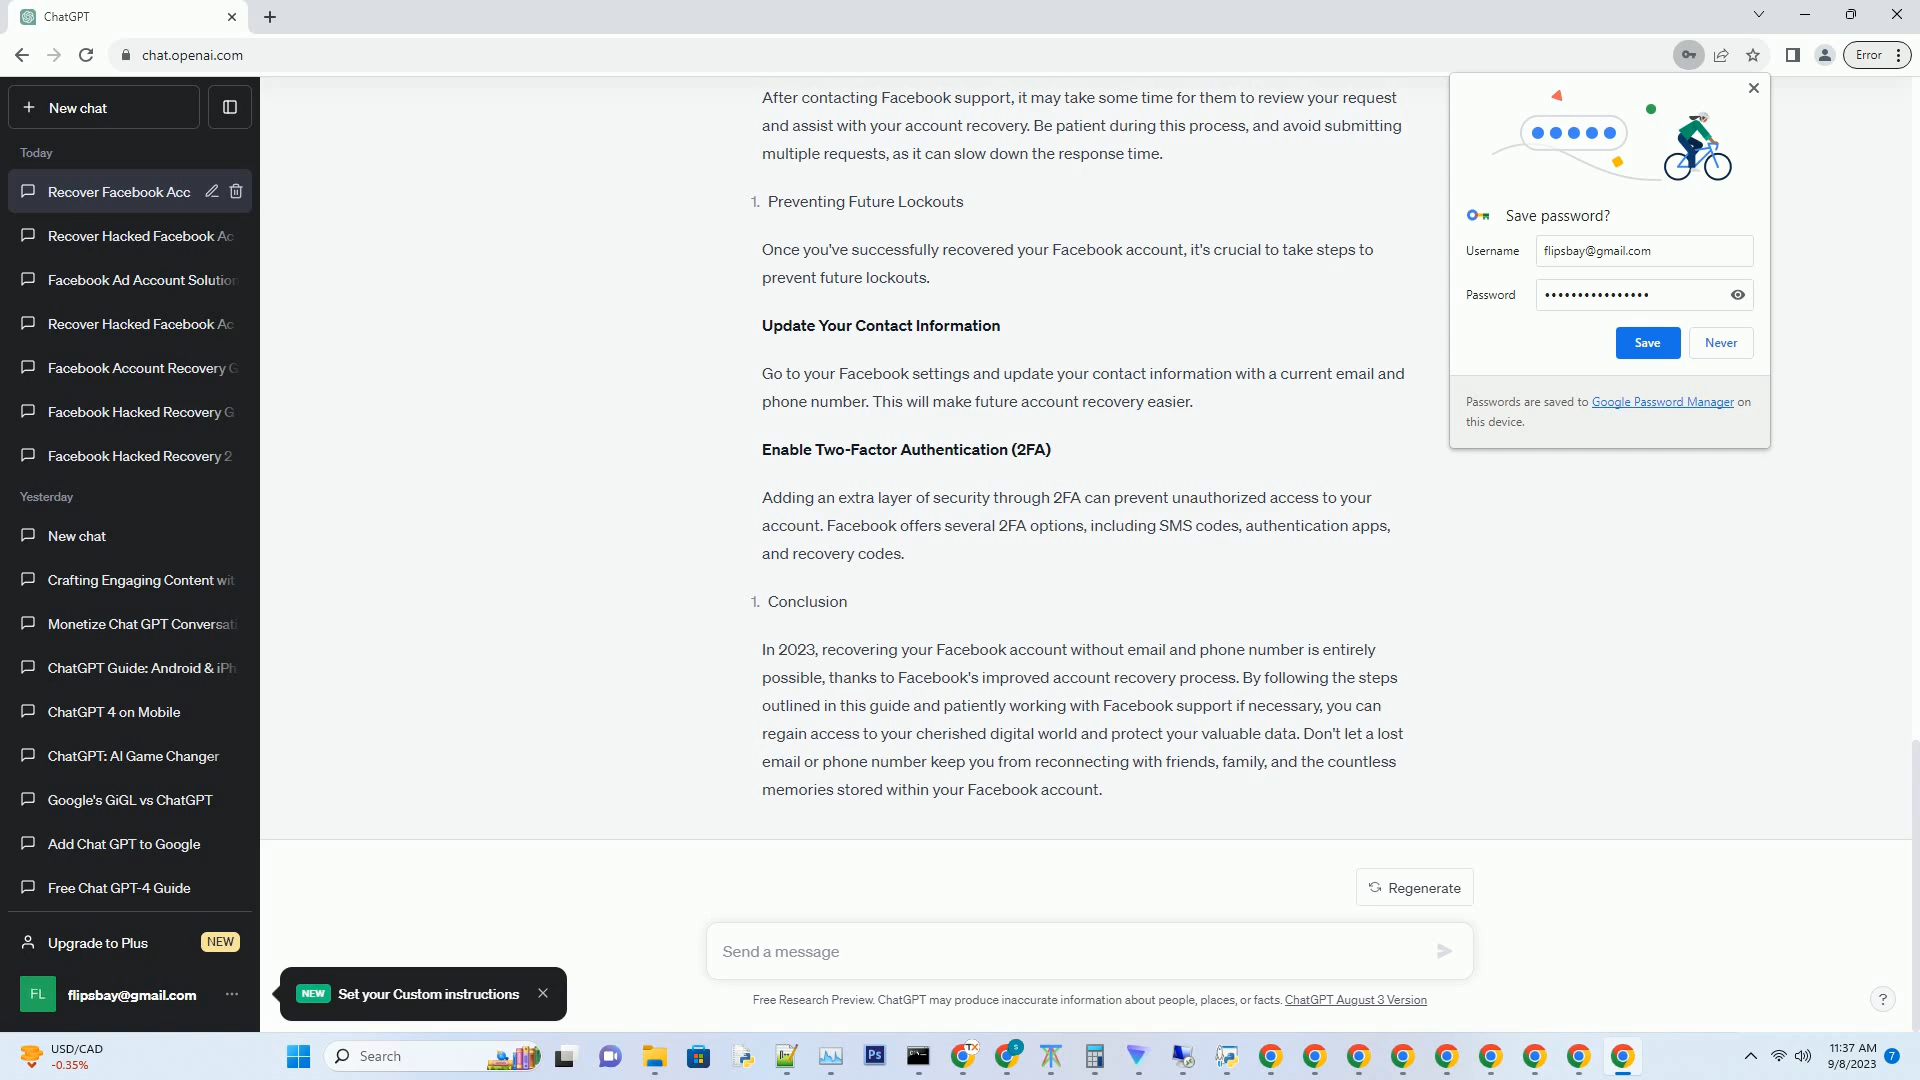 ChatGPT
chat.openai.com
Error
New chat
Today
Recover Facebook Acc
Recover Hacked Facebook Ac
Facebook Ad Account Solution
Recover Hacked Facebook Ac
Facebook Account Recovery G
Facebook Hacked Recovery G
Facebook Hacked Recovery 2
Yesterday
New chat
Crafting Engaging Content wit
Monetize Chat GPT Conversati
ChatGPT Guide: Android & iPh
ChatGPT 4 on Mobile
ChatGPT: AI Game Changer
Google's GiGL vs ChatGPT
Add Chat GPT to Google
Free Chat GPT-4 Guide
Upgrade to Plus
NEW
FL
flipsbay@gmail.com
After contacting Facebook support, it may take some time for them to review your request
and assist with your account recovery. Be patient during this process, and avoid submitting
multiple requests, as it can slow down the response time.
1. Preventing Future Lockouts
Once you've successfully recovered your Facebook account, it's crucial to take steps to
prevent future lockouts.
Update Your Contact Information
Go to your Facebook settings and update your contact information with a current email and
phone number. This will make future account recovery easier.
Enable Two-Factor Authentication (2FA)
Adding an extra layer of security through 2FA can prevent unauthorized access to your
account. Facebook offers several 2FA options, including SMS codes, authentication apps,
and recovery codes.
1. Conclusion
In 2023, recovering your Facebook account without email and phone number is entirely
possible, thanks to Facebook's improved account recovery process. By following the steps
outlined in this guide and patiently working with Facebook support if necessary, you can
regain access to your cherished digital world and protect your valuable data. Don't let a lost
email or phone number keep you from reconnecting with friends, family, and the countless
memories stored within your Facebook account.
Save password?
Username
flipsbay@gmail.com
Password
••••••••••••••••
Save
Never
Passwords are saved to Google Password Manager on
this device.
Regenerate
Send a message
NEW
Set your Custom instructions
Free Research Preview. ChatGPT may produce inaccurate information about people, places, or facts. ChatGPT August 3 Version
?
USD/CAD
-0.35%
Search
Ps
TX
S
11:37 AM
9/8/2023
7